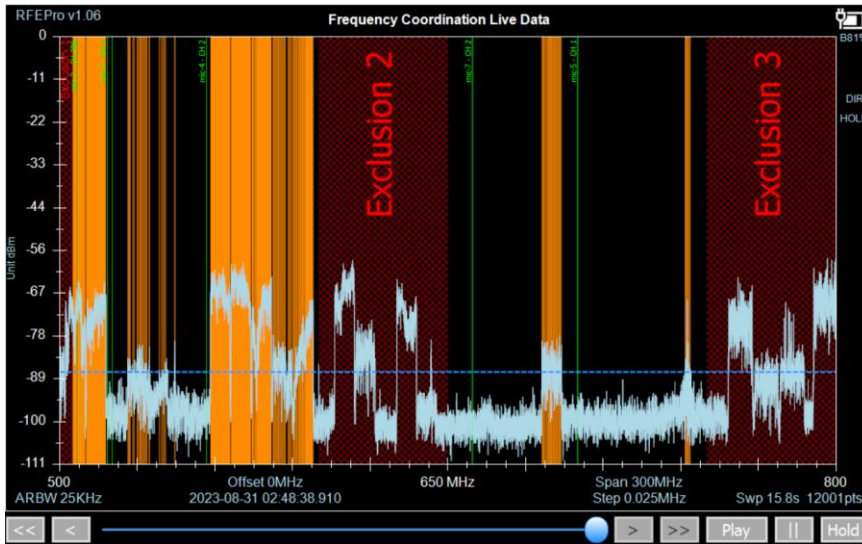 RFEPro v1.06
Frequency Coordination Live Data
B81%
DIR
HOLD
Unit dBm
0
-11
-22
-33
-44
-56
-67
-78
-89
-100
-111
mic-4 - CH 2
Exclusion 2
mic-7 - CH 2
mic-5 - CH 1
Exclusion 3
500
Offset 0MHz
650 MHz
Span 300MHz
800
ARBW 25KHz
2023-08-31 02:48:38.910
Step 0.025MHz
Swp 15.8s 12001pts
<<
<
>
>>
Play
||
Hold